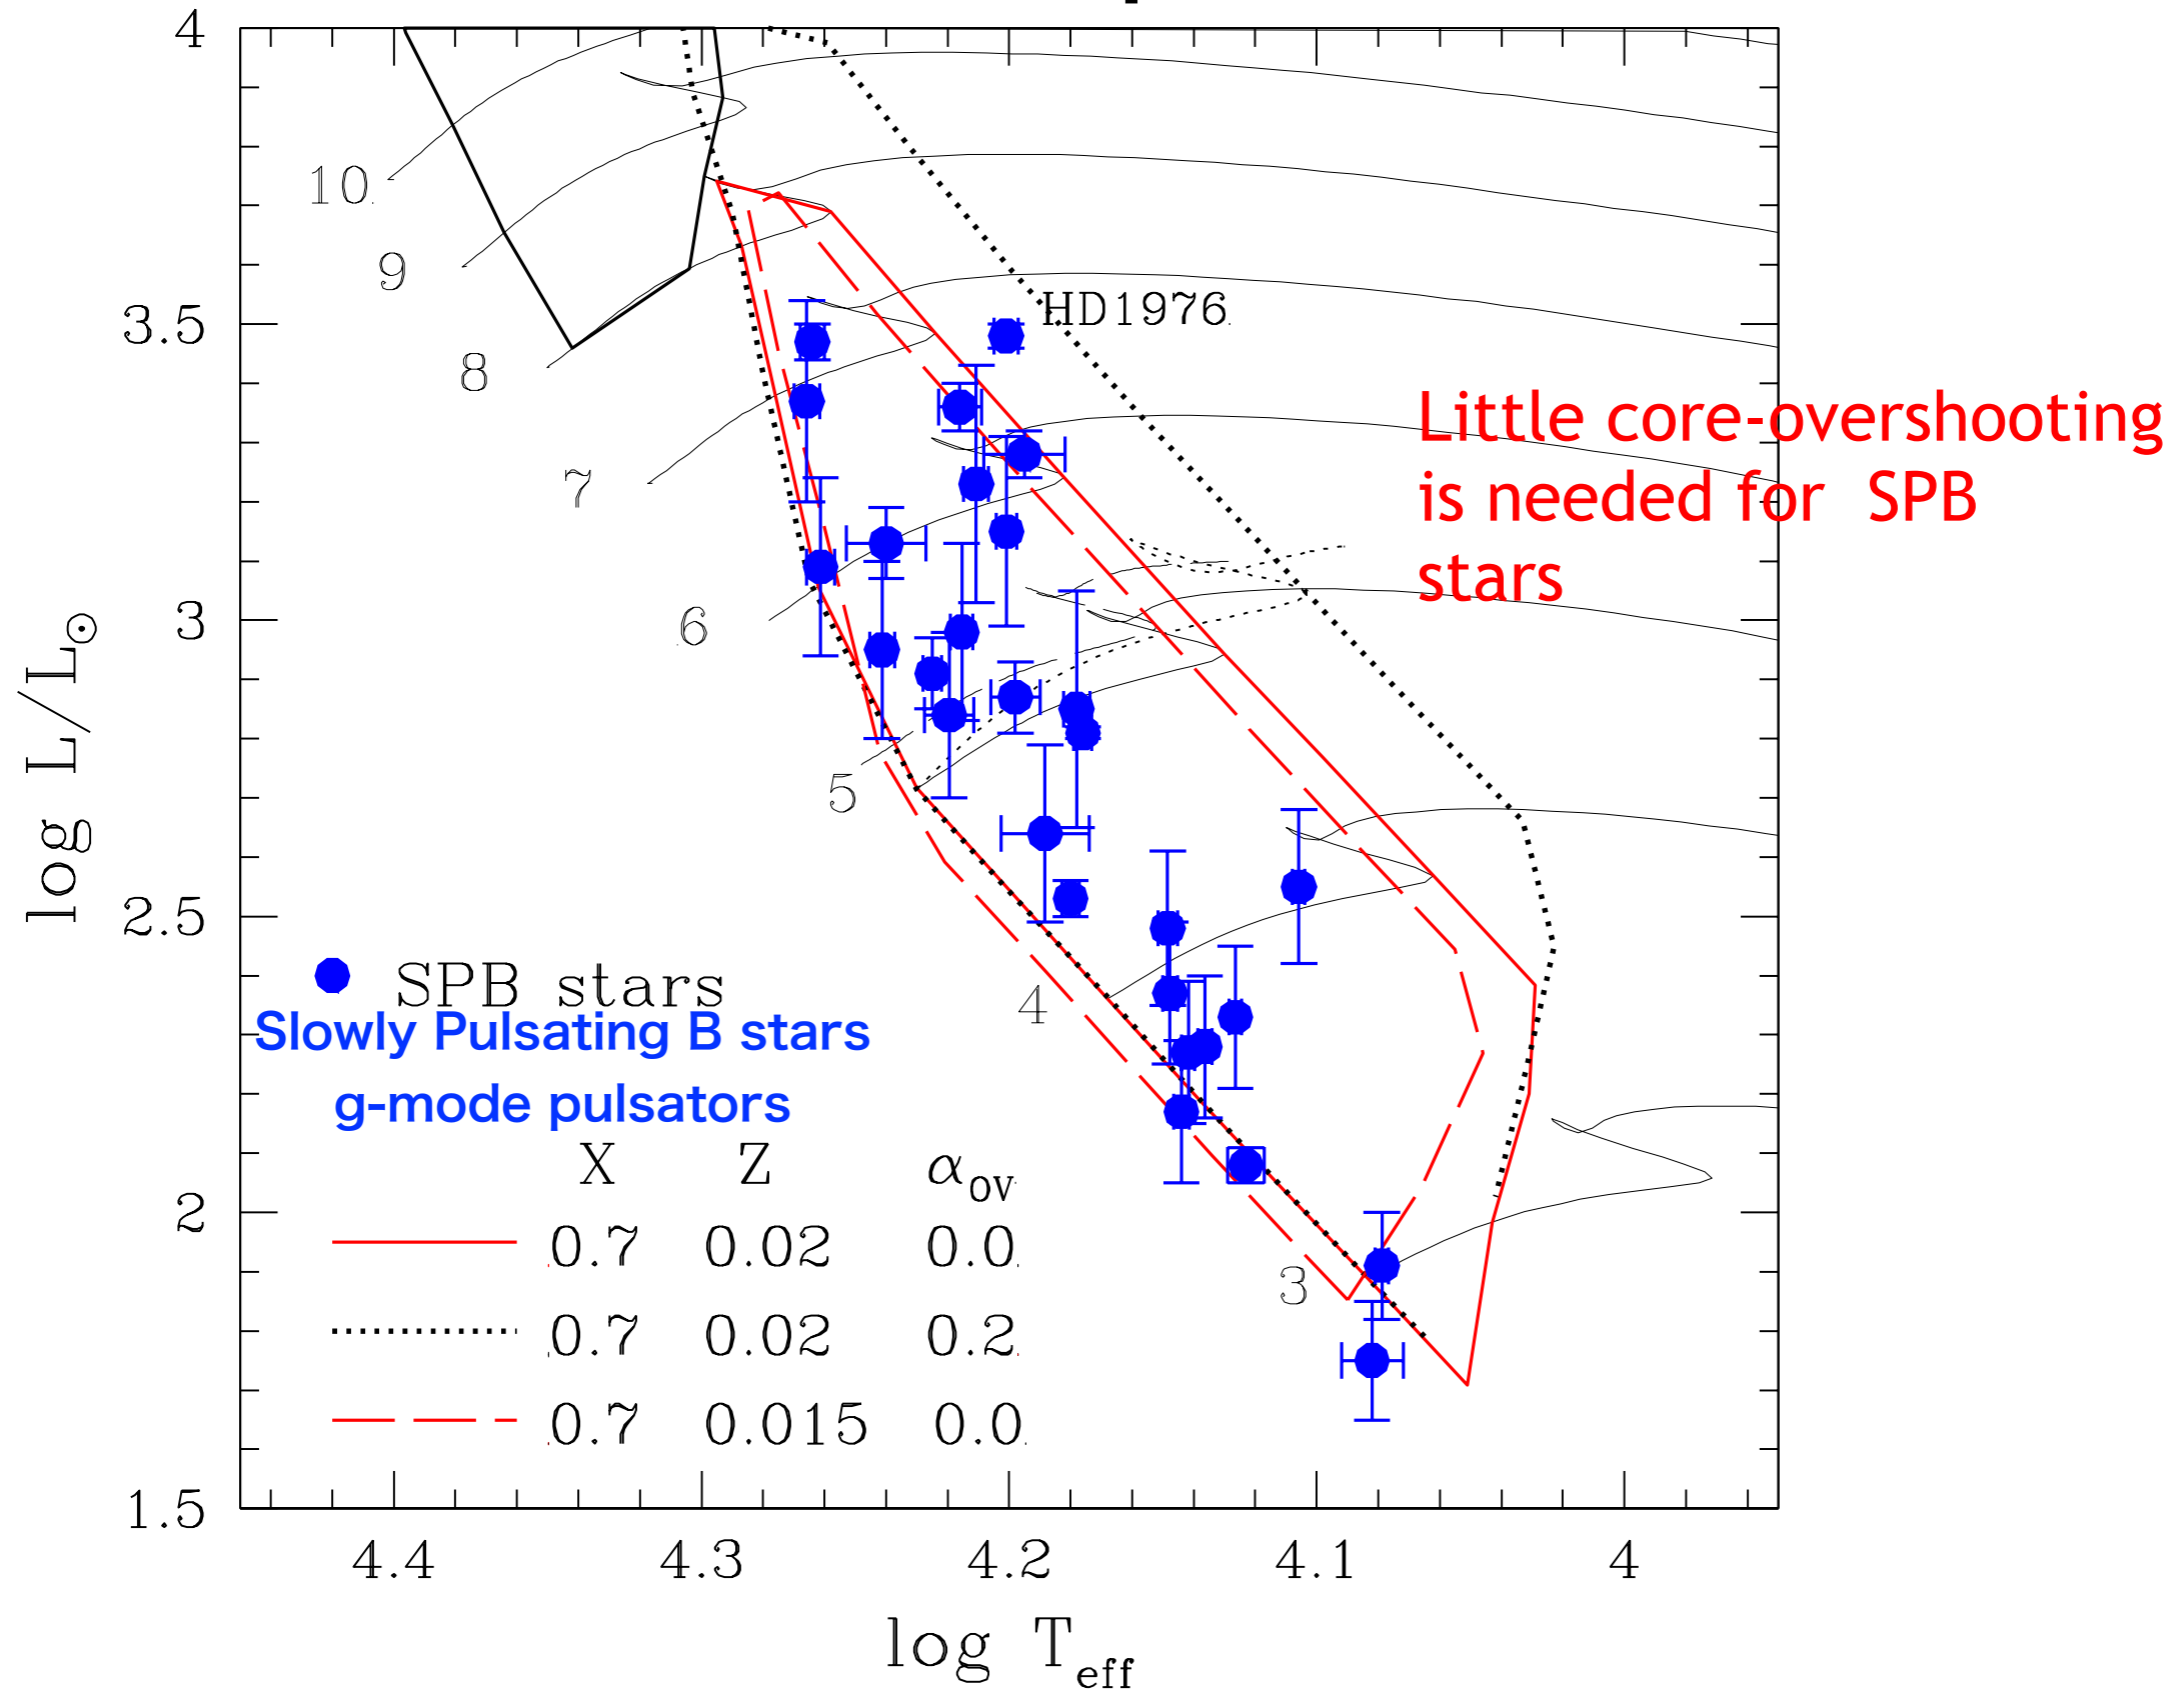 4
10
9
HD1976
3.5
8
Little core-overshooting
is needed for SPB
stars
7
6
3
5
log L/L☉
2.5
4
SPB stars
Slowly Pulsating B stars
g-mode pulsators
X Z αov
2
0.7 0.02 0.0
3
0.7 0.02 0.2
0.7 0.015 0.0
1.5
4.4 4.3 4.2 4.1 4
log Teff